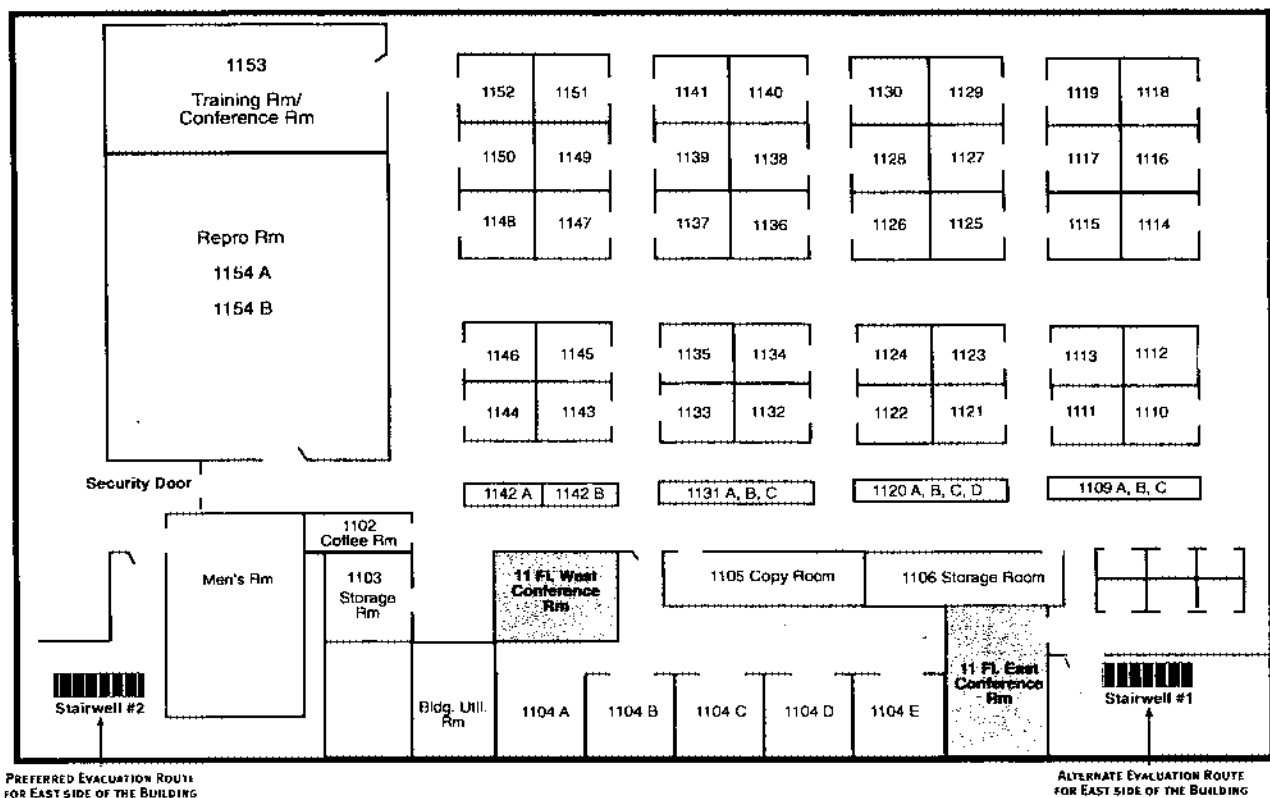 1153
Training Rm/
Conference Rm
1152 1151 1141 1140 1130 1129 1119 1118
1150 1149 1139 1138 1128 1127 1117 1116
1148 1147 1137 1136 1126 1125 1115 1114
Repro Rm
1154 A
1154 B
1146 1145 1135 1134 1124 1123 1113 1112
1144 1143 1133 1132 1122 1121 1111 1110
Security Door
1142 A 1142 B 1131 A, B, C 1120 A, B, C, D 1109 A, B, C
1102
Coffee Rm
Men's Rm
1103
Storage
Rm
11 Fl. West
Conference
Rm
1105 Copy Room
1106 Storage Room
11 Fl. East
Conference
Rm
Stairwell #2
Bldg. Util.
Rm
1104 A 1104 B 1104 C 1104 D 1104 E
Stairwell #1
PREFERRED EVACUATION ROUTE
FOR EAST SIDE OF THE BUILDING
ALTERNATE EVACUATION ROUTE
FOR EAST SIDE OF THE BUILDING